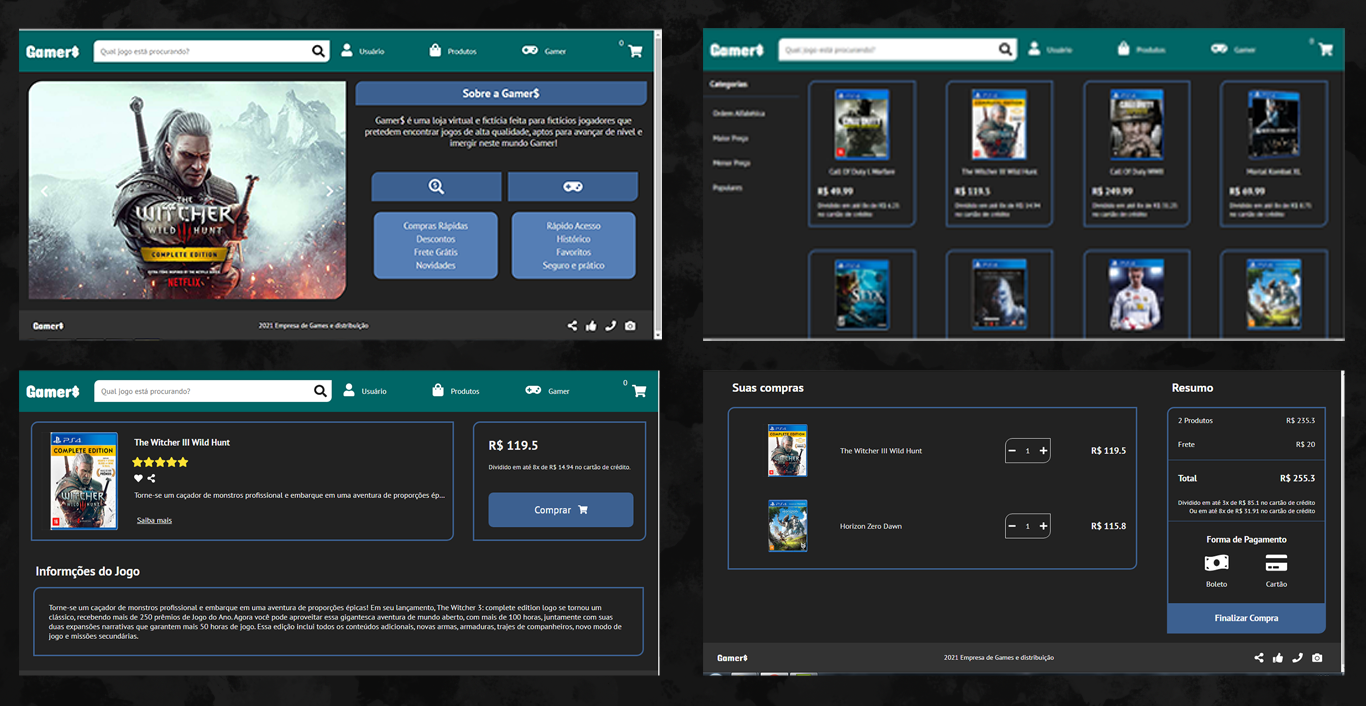 Gamer$
Qual jogo está procurando?
Usuário
Produtos
Gamer
0
THE
WITCHER
WILD HUNT
COMPLETE EDITION
NETFLIX
Sobre a Gamer$
Gamer$ é uma loja virtual e fictícia feita para fictícios jogadores que
pretedem encontrar jogos de alta qualidade, aptos para avançar de nível e
imergir neste mundo Gamer!
Compras Rápidas
Descontos
Frete Grátis
Novidades
Rápido Acesso
Histórico
Favoritos
Seguro e prático
Gamer$
2021 Empresa de Games e distribuição
Gamer$
Qual jogo está procurando?
Usuário
Produtos
Gamer
0
Categorias
Ordem Alfabética
Maior Preço
Menor Preço
Populares
Call Of Duty I. Warfare
R$ 49.99
Dividido em até 8x de R$ 6.25
no cartão de crédito
COMPLETE EDITION
The Witcher III Wild Hunt
R$ 119.5
Dividido em até 8x de R$ 14.94
no cartão de crédito
Call Of Duty WWII
R$ 249.99
Dividido em até 8x de R$ 31.25
no cartão de crédito
Mortal Kombat XL
R$ 69.99
Dividido em até 8x de R$ 8.75
no cartão de crédito
STYX
Gamer$
Qual jogo está procurando?
Usuário
Produtos
Gamer
0
PS4
COMPLETE EDITION
WITCHER
The Witcher III Wild Hunt
Torne-se um caçador de monstros profissional e embarque em uma aventura de proporções ép...
Saiba mais
R$ 119.5
Dividido em até 8x de R$ 14.94 no cartão de crédito.
Comprar
Informções do Jogo
Torne-se um caçador de monstros profissional e embarque em uma aventura de proporções épicas! Em seu lançamento, The Witcher 3: complete edition logo se tornou um
clássico, recebendo mais de 250 prêmios de Jogo do Ano. Agora você pode aproveitar essa gigantesca aventura de mundo aberto, com mais de 100 horas, juntamente com suas
duas expansões narrativas que garantem mais 50 horas de jogo. Essa edição inclui todos os conteúdos adicionais, novas armas, armaduras, trajes de companheiros, novo modo de
jogo e missões secundárias.
Suas compras
The Witcher III Wild Hunt
1
R$ 119.5
Horizon Zero Dawn
1
R$ 115.8
Resumo
2 Produtos R$ 235.3
Frete R$ 20
Total R$ 255.3
Dividido em até 3x de R$ 85.1 no cartão de crédito
Ou em até 8x de R$ 31.91 no cartão de crédito
Forma de Pagamento
Boleto
Cartão
Finalizar Compra
Gamer$
2021 Empresa de Games e distribuição